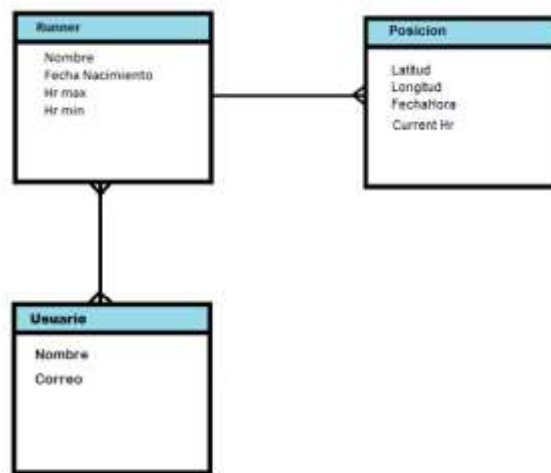 Runner
Nombre
Fecha Nacimiento
Hr max
Hr min
Posicion
Latitud
Longitud
FechaHora
Current Hr
Usuario
Nombre
Correo